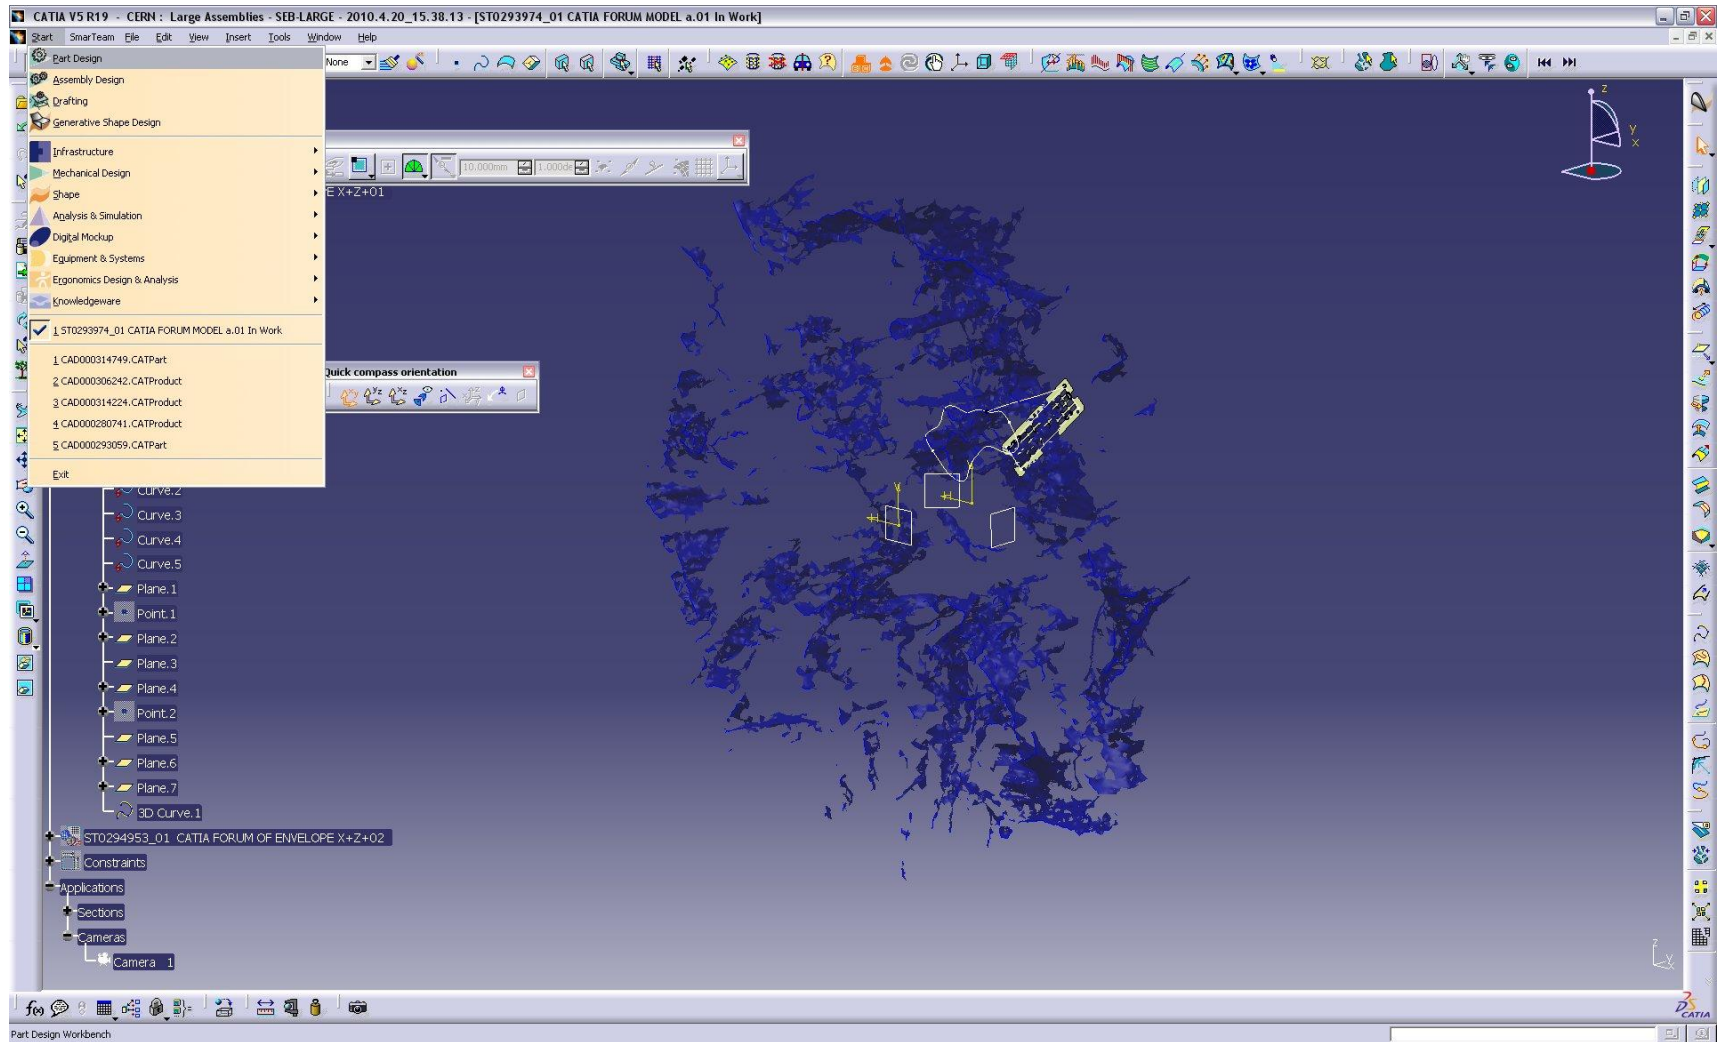 CATIA V5 R19 - CERN : Large Assemblies - SEB-LARGE - 2010.4.20_15.38.13 - [ST0293974_01 CATIA FORUM MODEL a.01 In Work]
Start SmarTeam File Edit View Insert Tools Window Help
None
Part Design
Assembly Design
Drafting
Generative Shape Design
Infrastructure
Mechanical Design
Shape
Analysis & Simulation
Digital Mockup
Equipment & Systems
Ergonomics Design & Analysis
Knowledgeware
1 ST0293974_01 CATIA FORUM MODEL a.01 In Work
1 CAD000314749.CATPart
2 CAD000306242.CATProduct
3 CAD000314224.CATProduct
4 CAD000280741.CATProduct
5 CAD000293059.CATPart
Exit
10.000mm 1.000de
X+Z+01
Quick compass orientation
z
y
x
Curve.2
Curve.3
Curve.4
Curve.5
Plane.1
Point.1
Plane.2
Plane.3
Plane.4
Point.2
Plane.5
Plane.6
Plane.7
3D Curve.1
ST0294953_01 CATIA FORUM OF ENVELOPE X+Z+02
Constraints
Applications
Sections
Cameras
Camera 1
f(x)
CATIA
Part Design Workbench